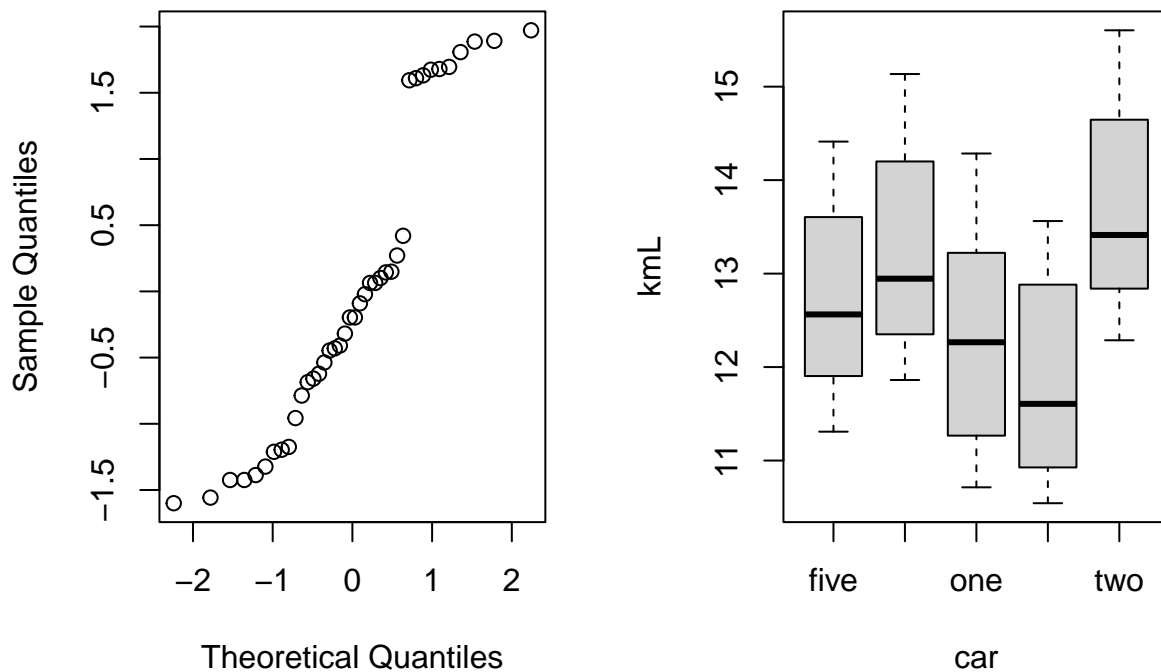 Sample Quantiles
1.5
0.5
−0.5
−1.5
−2 −1 0 1 2
Theoretical Quantiles
kmL
15
14
13
12
11
five one two
car